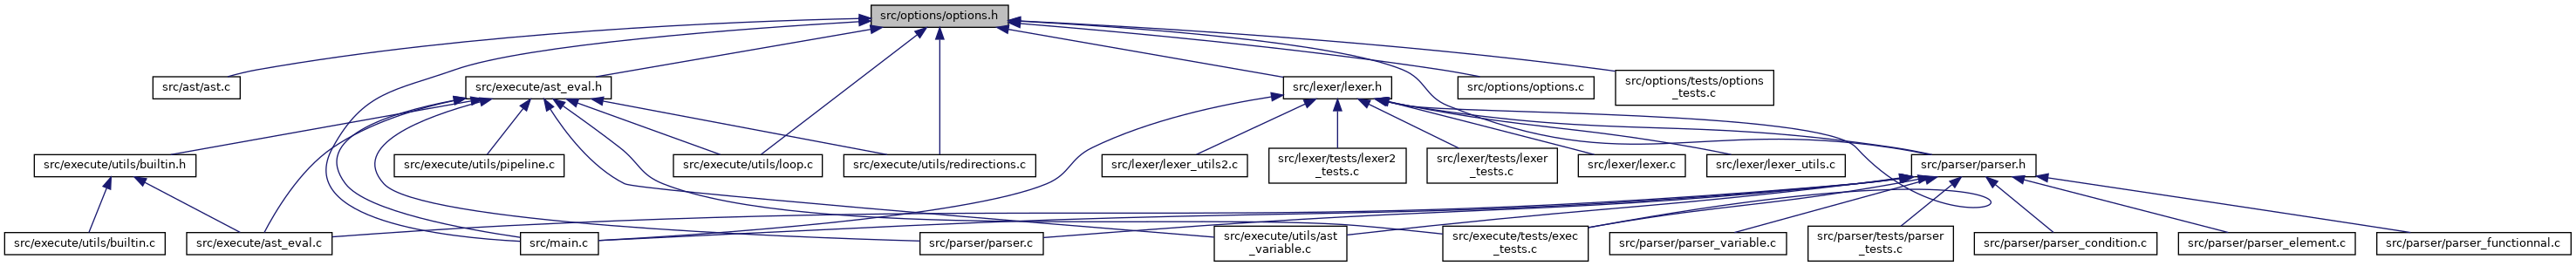 src/options/options.h
src/ast/ast.c
src/execute/ast_eval.h
src/lexer/lexer.h
src/options/options.c
src/options/tests/options
_tests.c
src/execute/utils/builtin.h
src/execute/utils/pipeline.c
src/execute/utils/loop.c
src/execute/utils/redirections.c
src/lexer/lexer_utils2.c
src/lexer/tests/lexer2
_tests.c
src/lexer/tests/lexer
_tests.c
src/lexer/lexer.c
src/lexer/lexer_utils.c
src/parser/parser.h
src/execute/utils/builtin.c
src/execute/ast_eval.c
src/main.c
src/parser/parser.c
src/execute/utils/ast
_variable.c
src/execute/tests/exec
_tests.c
src/parser/parser_variable.c
src/parser/tests/parser
_tests.c
src/parser/parser_condition.c
src/parser/parser_element.c
src/parser/parser_functionnal.c